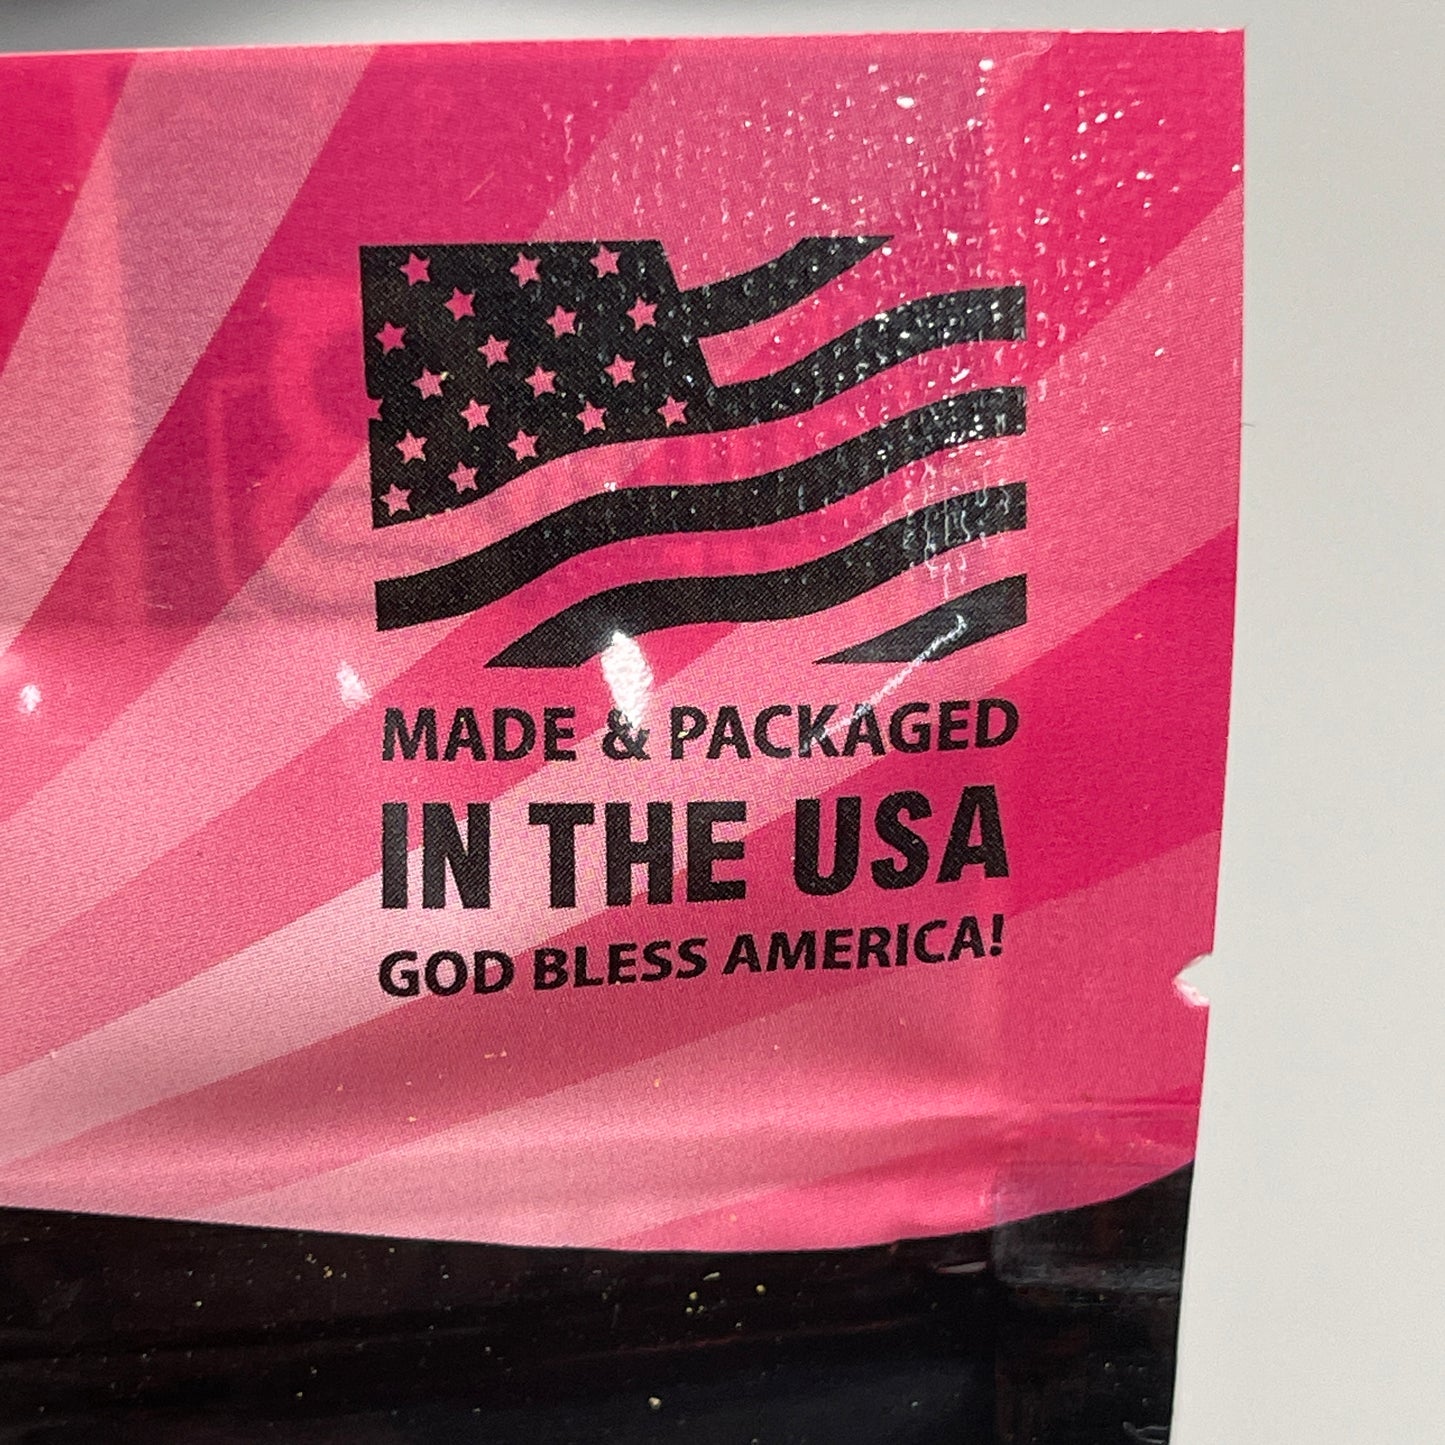 MADE & PACKAGED
IN THE USA
GOD BLESS AMERICA!